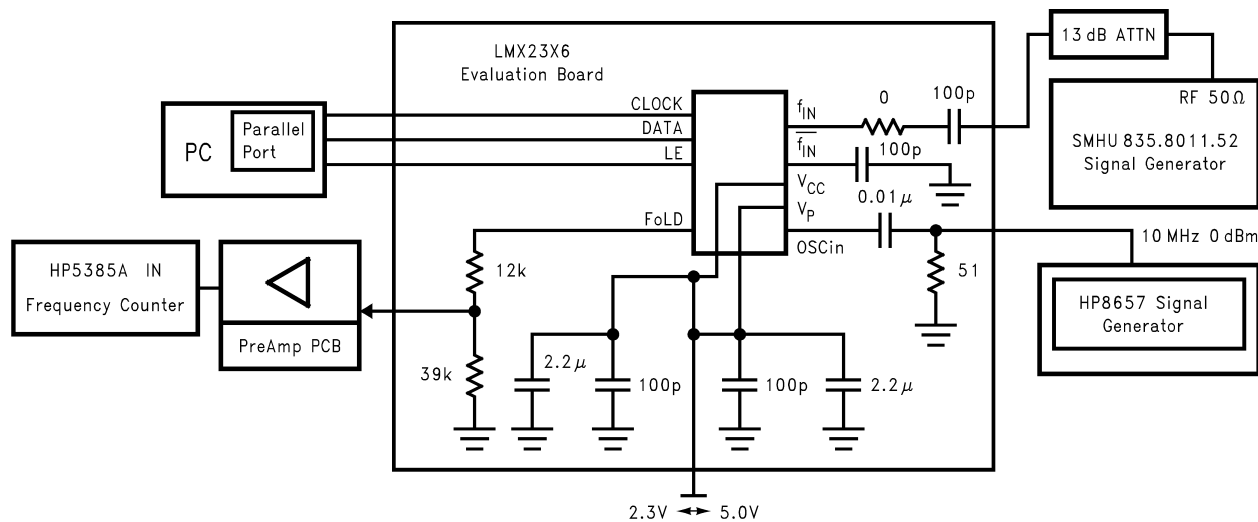 LMX23X6
Evaluation Board
13 dB ATTN
RF 50Ω
SMHU 835.8011.52
Signal Generator
PC
Parallel
Port
CLOCK
DATA
LE
FoLD
f_IN
f̅_IN
V_CC
V_P
OSCin
0
100p
100p
0.01µ
51
10 MHz 0 dBm
HP8657 Signal
Generator
HP5385A IN
Frequency Counter
PreAmp PCB
12k
39k
2.2µ
100p
100p
2.2µ
2.3V ↔ 5.0V